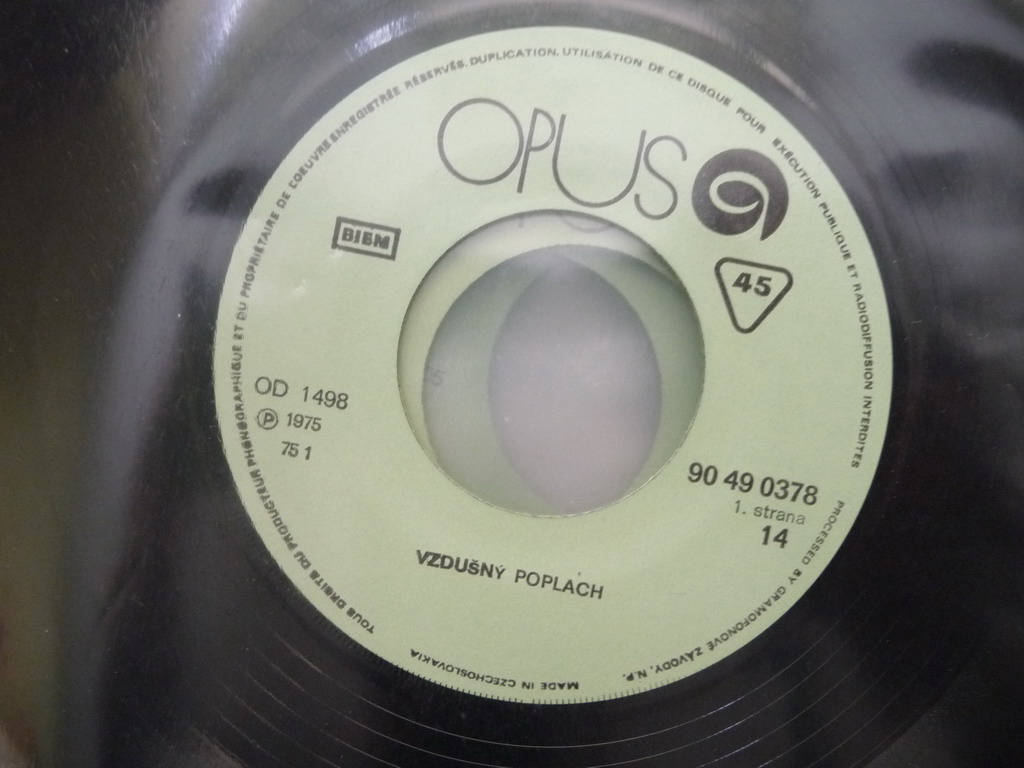 TOUS DROITS DU PRODUCTEUR PHONOGRAPHIQUE ET DU PROPRIÉTAIRE DE L'OEUVRE ENREGISTRÉE RÉSERVÉS. DUPLICATION, UTILISATION DE CE DISQUE POUR EXÉCUTION PUBLIQUE ET RADIODIFFUSION INTERDITES
OPUS
BIEM
45
OD 1498
Ⓟ 1975
75 1
90 49 0378
1. strana
14
VZDUŠNÝ POPLACH
PROCESSED BY GRAMOFONOVÉ ZÁVODY, N.P.
MADE IN CZECHOSLOVAKIA